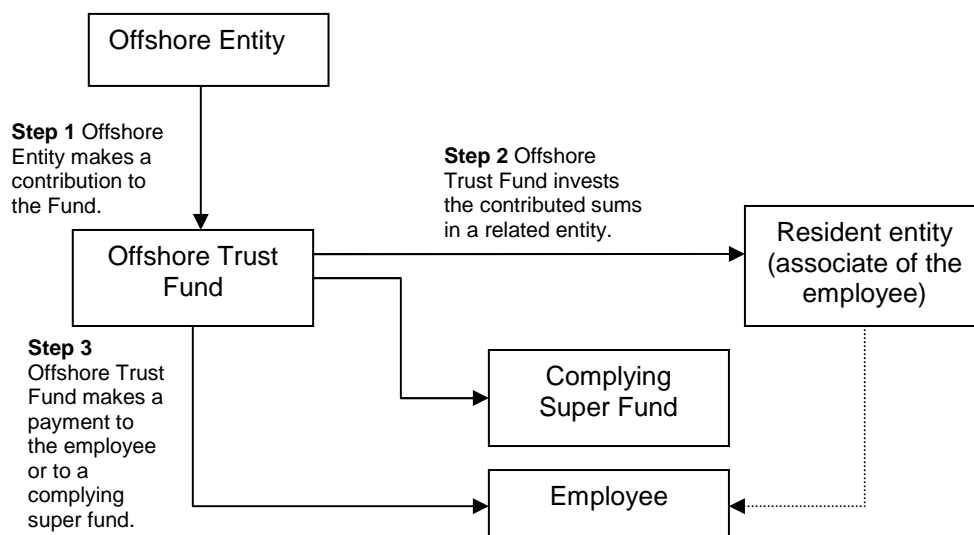 Offshore Entity
Step 1 Offshore
Entity makes a
contribution to
the Fund.
Step 2 Offshore
Trust Fund invests
the contributed sums
in a related entity.
Offshore Trust
Fund
Resident entity
(associate of the
employee)
Step 3
Offshore Trust
Fund makes a
payment to
the employee
or to a
complying
super fund.
Complying
Super Fund
Employee